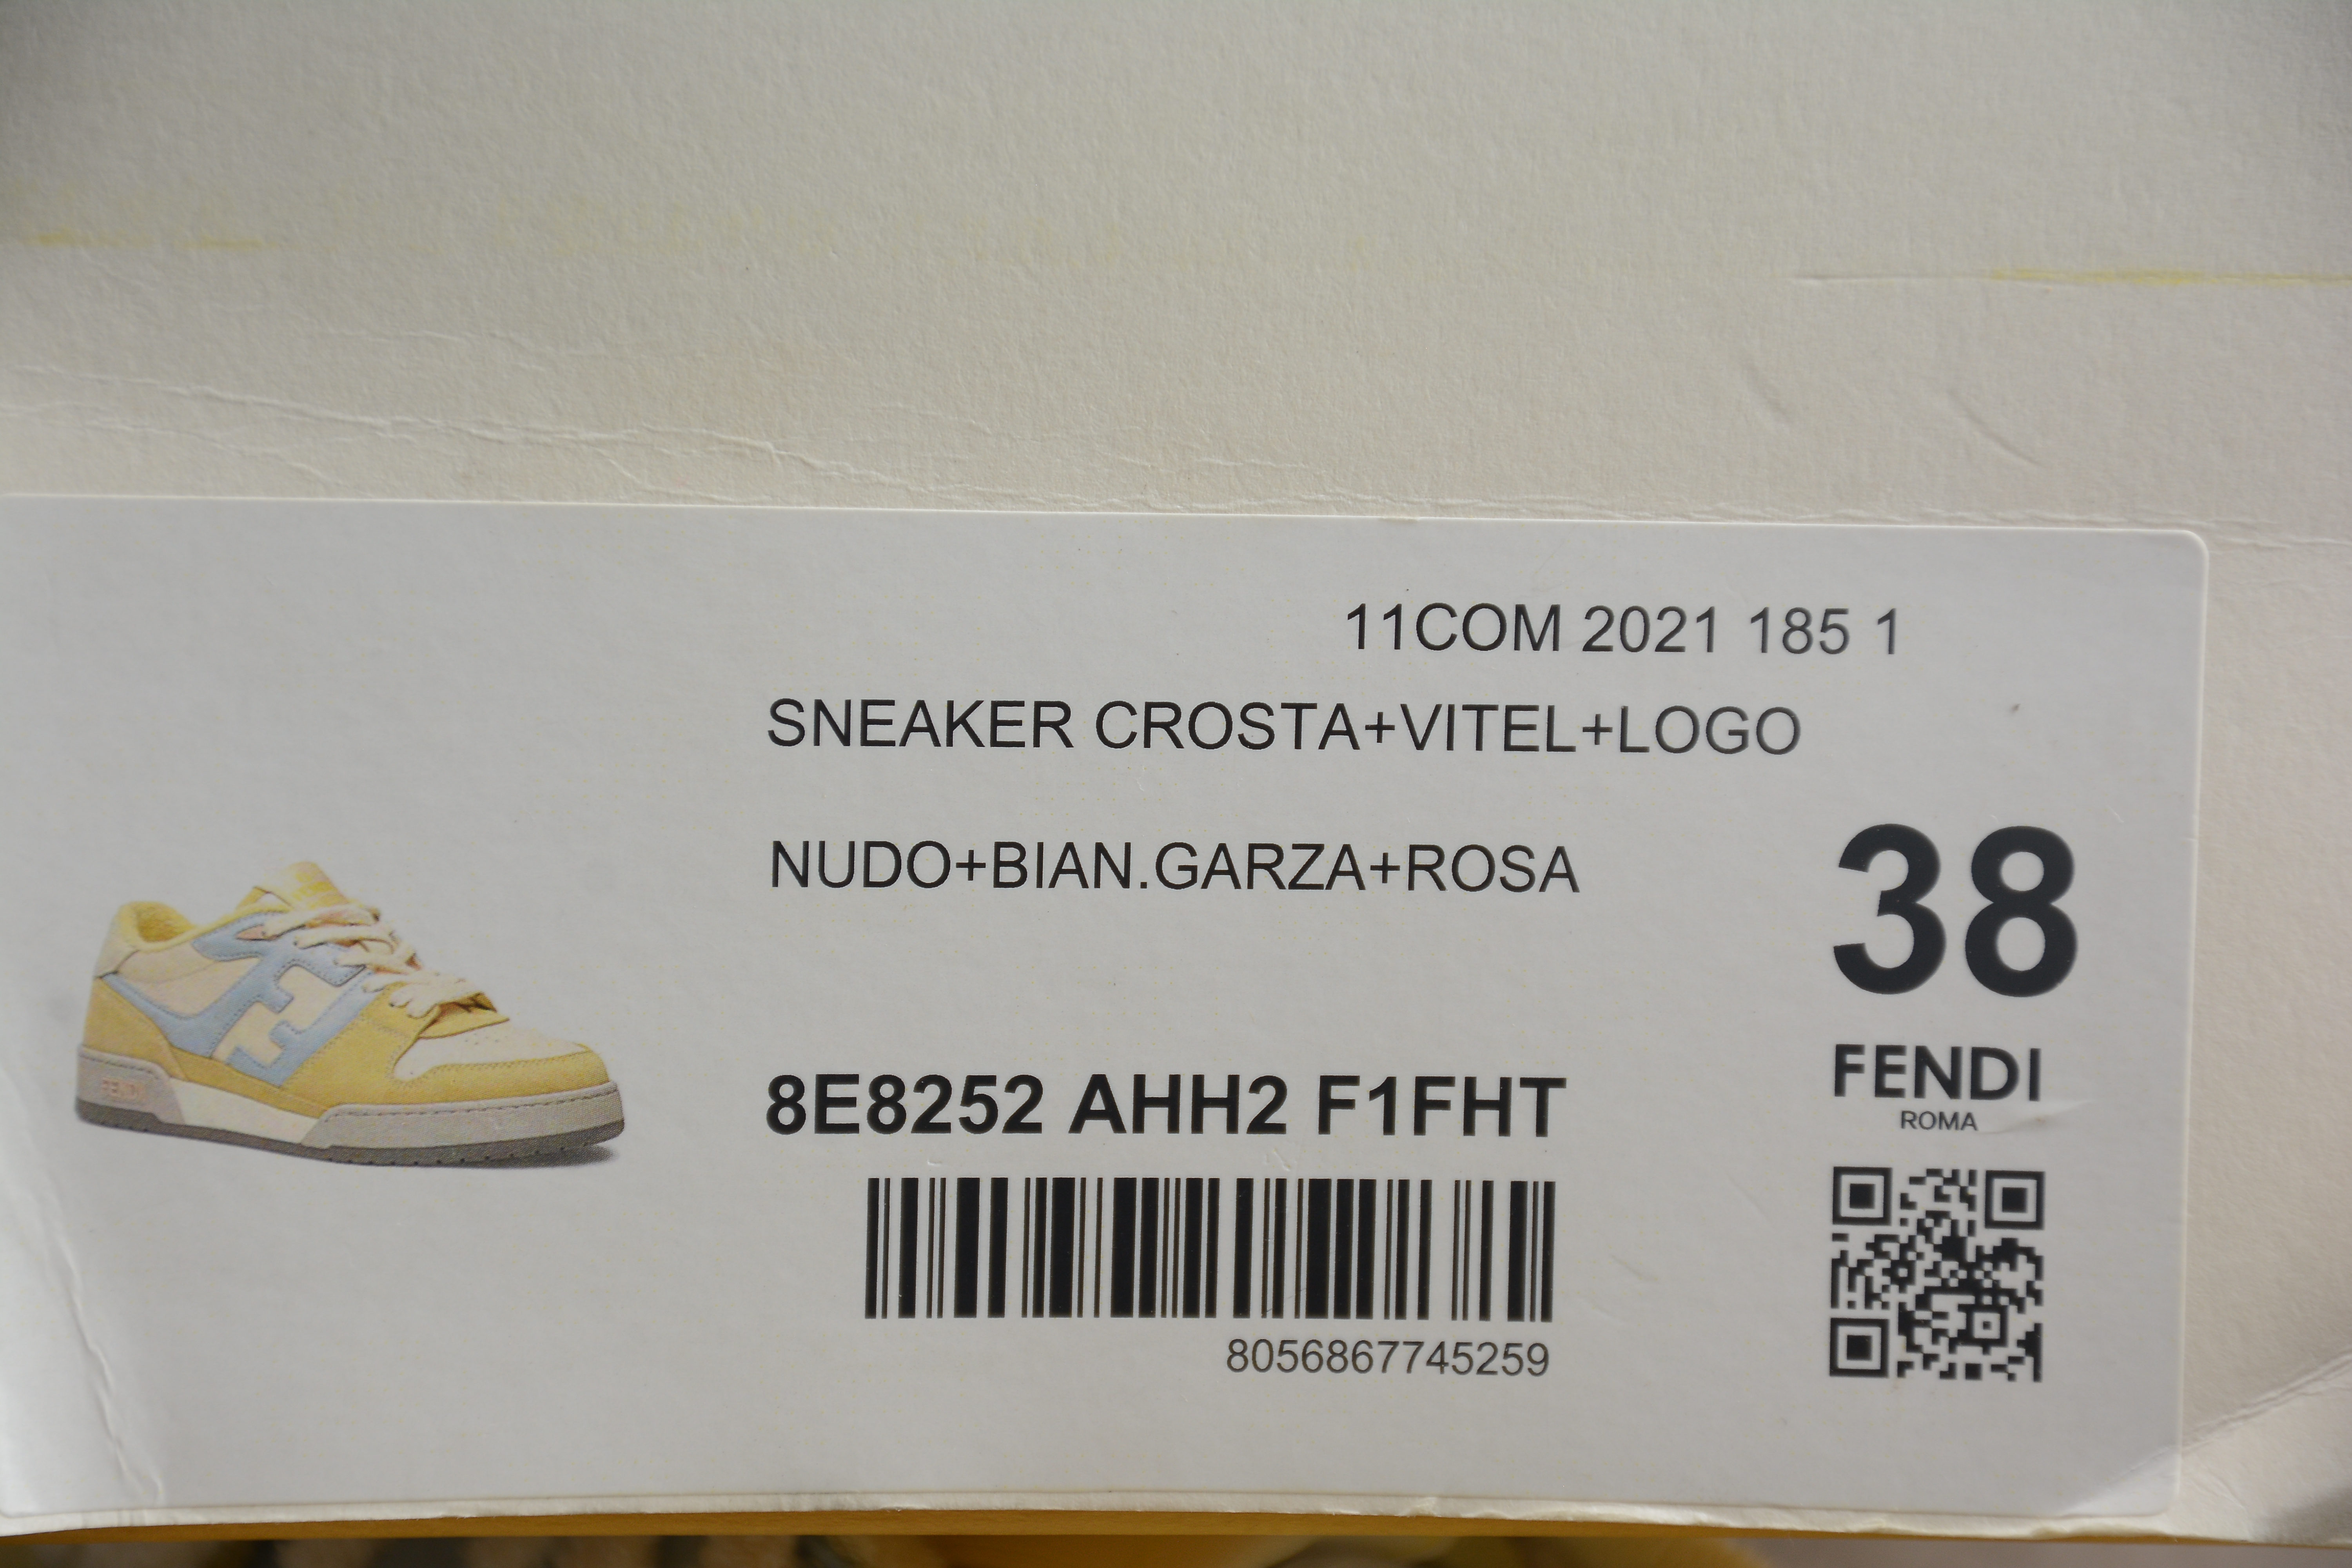 11COM 2021 185 1
SNEAKER CROSTA+VITEL+LOGO
NUDO+BIAN.GARZA+ROSA
38
8E8252 AHH2 F1FHT
FENDI
ROMA
8056867745259